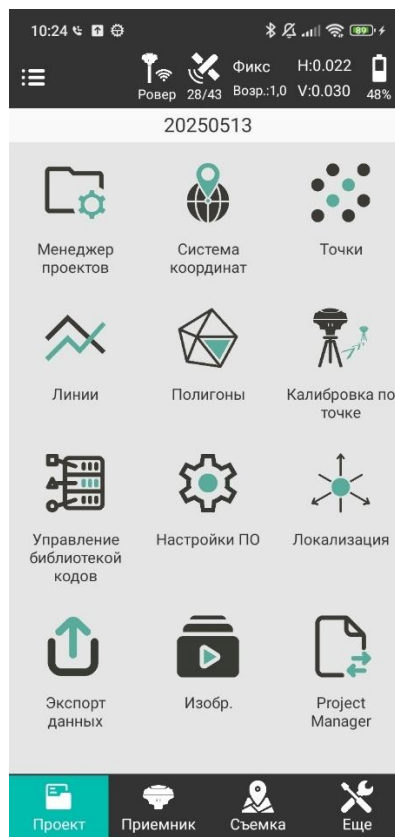 10:24
89
Фикс H:0.022
Ровер 28/43 Возр.:1,0 V:0.030 48%
20250513
Менеджер проектов
Система координат
Точки
Линии
Полигоны
Калибровка по точке
Управление библиотекой кодов
Настройки ПО
Локализация
Экспорт данных
Изобр.
Project Manager
Проект Приемник Съемка Еще